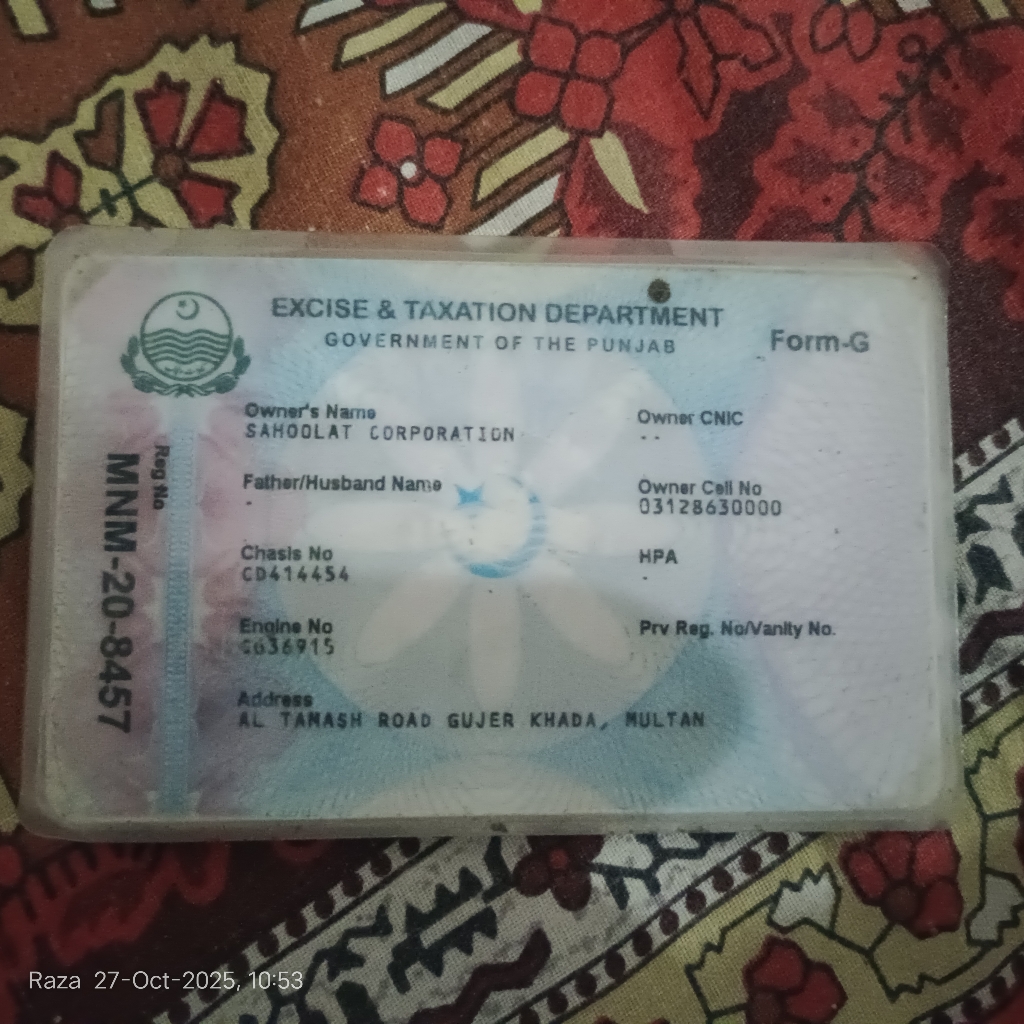 EXCISE & TAXATION DEPARTMENT
GOVERNMENT OF THE PUNJAB
Form-G
Reg No
MNM-20-8457
Owner's Name
SAHOOLAT CORPORATION
Owner CNIC
--
Father/Husband Name
-
Owner Cell No
03128630000
Chasis No
CD414454
HPA
-
Engine No
C636915
Prv Reg. No/Vanity No.
Address
AL TAMASH ROAD GUJER KHADA, MULTAN
Raza 27-Oct-2025, 10:53